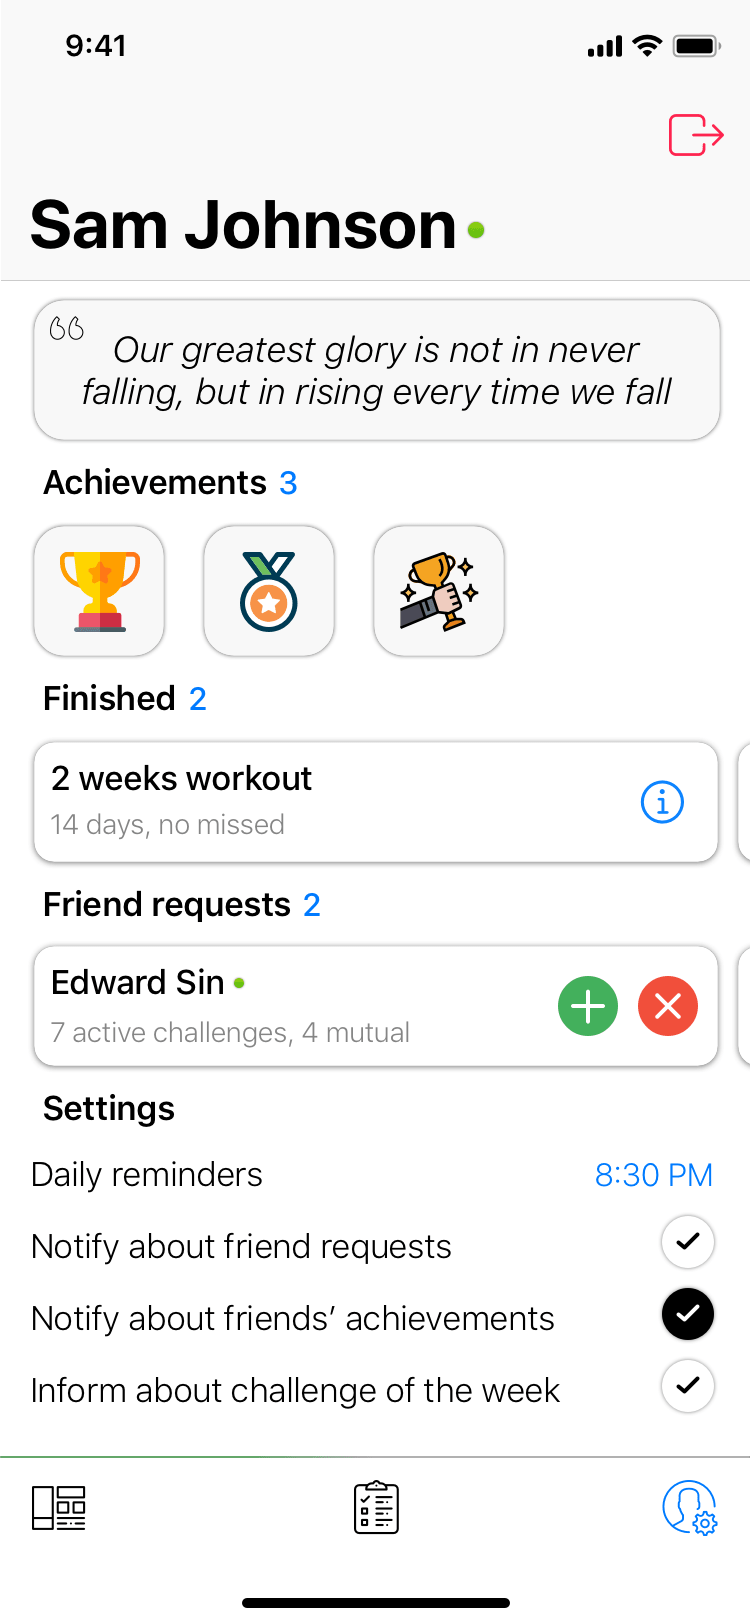 9:41
Sam Johnson
“ Our greatest glory is not in never
falling, but in rising every time we fall
Achievements 3
Finished 2
2 weeks workout
14 days, no missed
Friend requests 2
Edward Sin
7 active challenges, 4 mutual
Settings
Daily reminders 8:30 PM
Notify about friend requests
Notify about friends’ achievements
Inform about challenge of the week